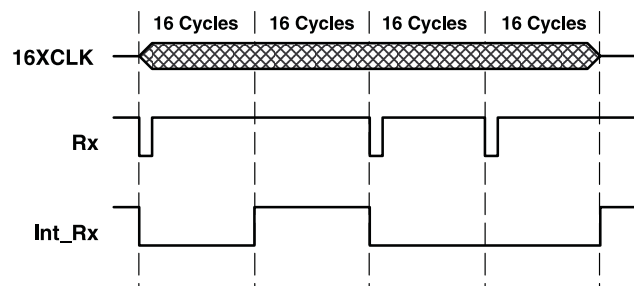 16 Cycles 16 Cycles 16 Cycles 16 Cycles
16XCLK
Rx
Int_Rx